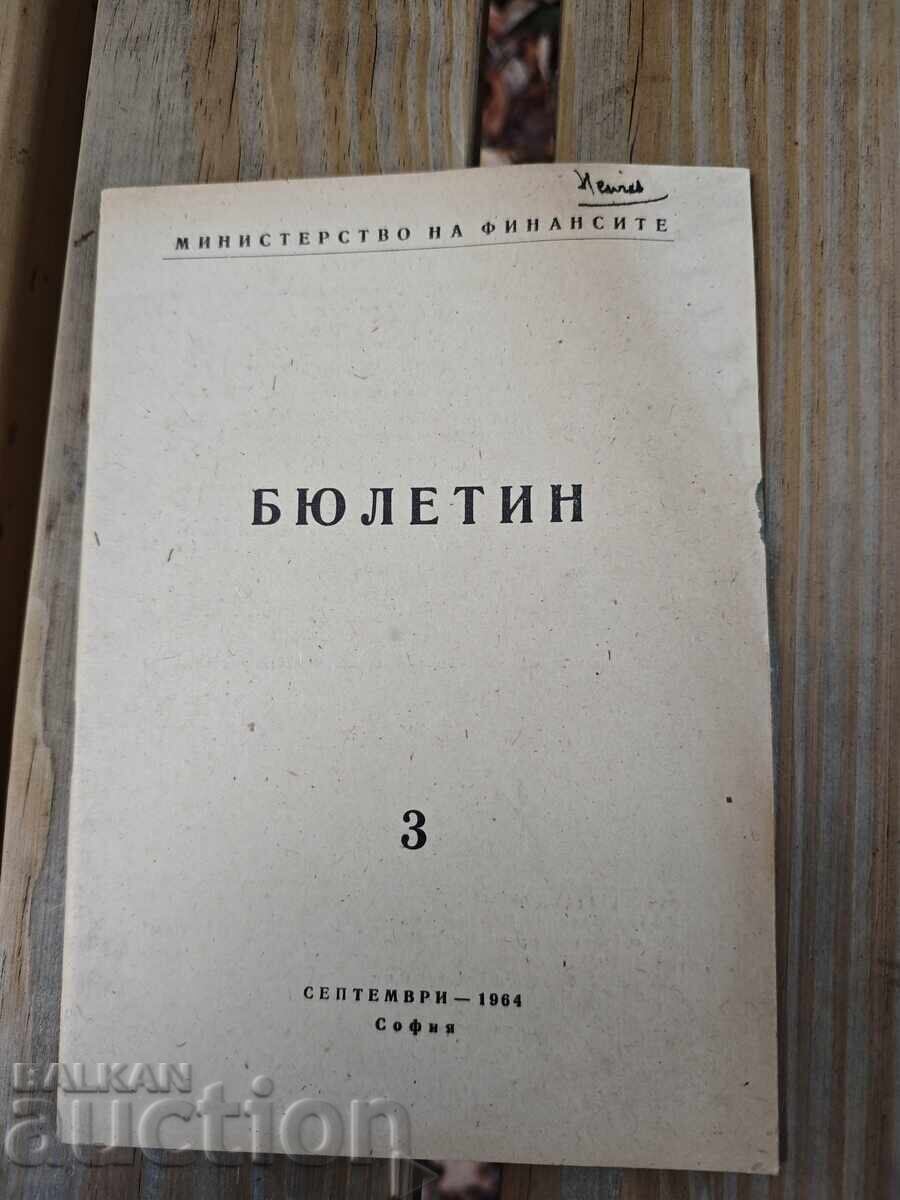 МИНИСТЕРСТВО НА ФИНАНСИТЕ
БЮЛЕТИН
3
СЕПТЕМВРИ — 1964
София
BALKAN
auction